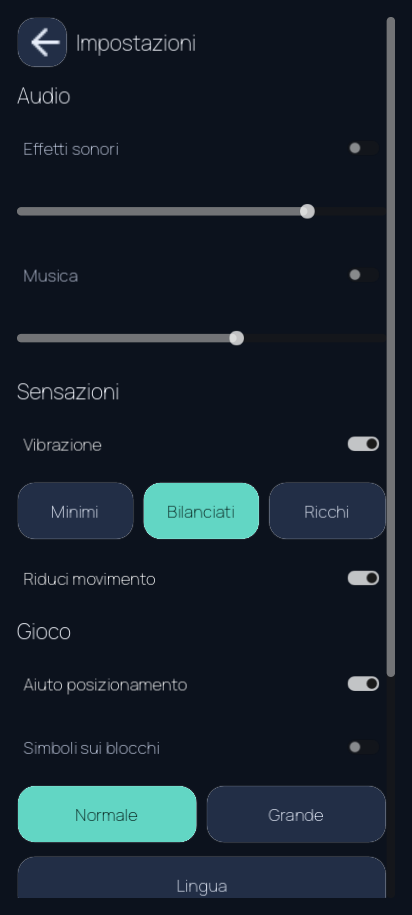 Impostazioni
Audio
Effetti sonori
Musica
Sensazioni
Vibrazione
Minimi Bilanciati Ricchi
Riduci movimento
Gioco
Aiuto posizionamento
Simboli sui blocchi
Normale Grande
Lingua